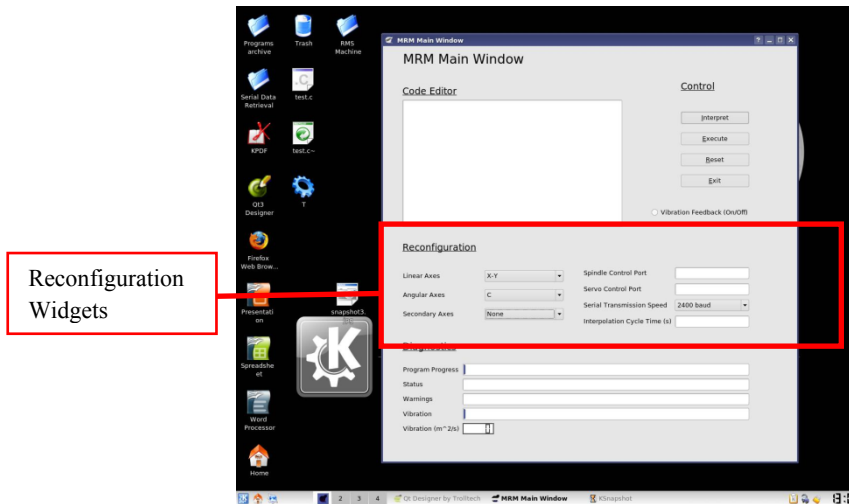 Programs
archive
Trash
RMS
Machine
Serial Data
Retrieval
.C
test.c
KPDF
test.c~
Qt3
Designer
T
Firefox
Web Brow...
Presentati
on
snapshot3.
Spreadshe
et
Word
Processor
Home
Reconfiguration
Widgets
MRM Main Window
MRM Main Window
Code Editor
Control
Interpret
Execute
Reset
Exit
Vibration Feedback (On/Off)
Reconfiguration
Linear Axes X-Y
Angular Axes C
Secondary Axes None
Spindle Control Port
Servo Control Port
Serial Transmission Speed 2400 baud
Interpolation Cycle Time (s)
Diagnostics
Program Progress
Status
Warnings
Vibration
Vibration (m^2/s)
2 3 4 Qt Designer by Trolltech MRM Main Window KSnapshot